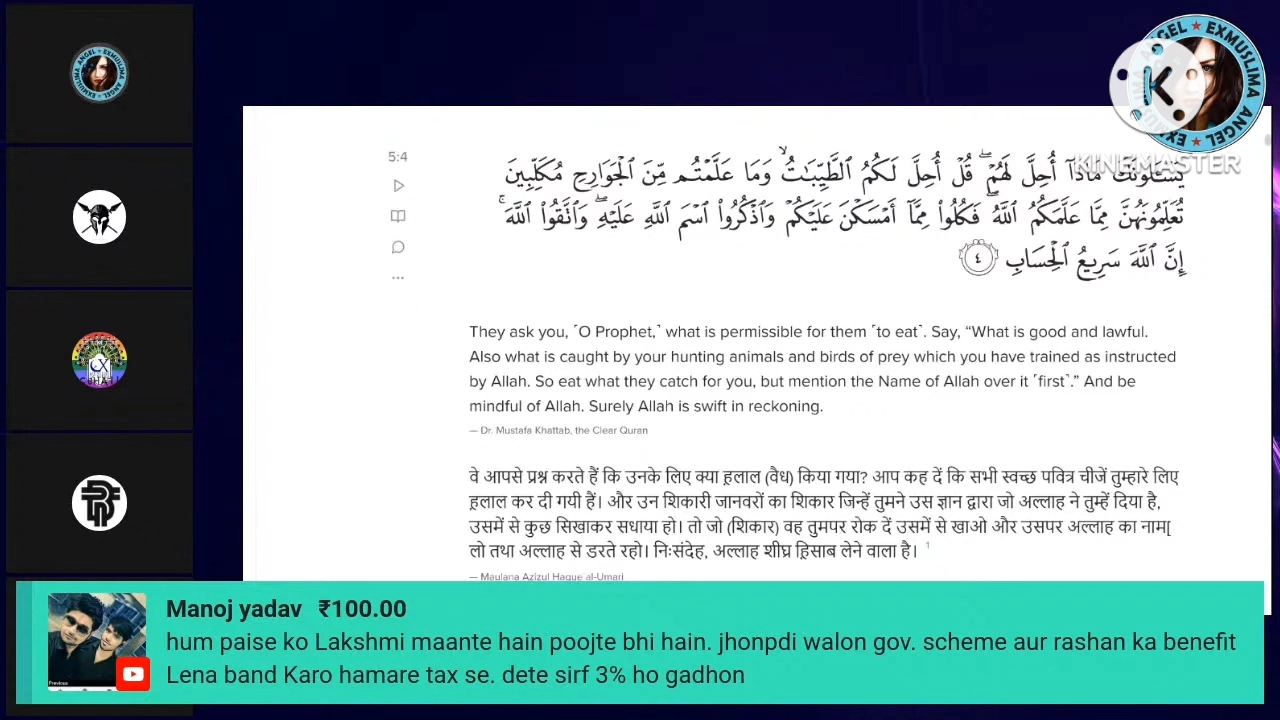 EXMUSLIMA ANGEL
KINEMASTER
5:4
يَسْـَٔلُونَكَ مَاذَآ أُحِلَّ لَهُمْ ۖ قُلْ أُحِلَّ لَكُمُ ٱلطَّيِّبَـٰتُ ۙ وَمَا عَلَّمْتُم مِّنَ ٱلْجَوَارِحِ مُكَلِّبِينَ
تُعَلِّمُونَهُنَّ مِمَّا عَلَّمَكُمُ ٱللَّهُ ۖ فَكُلُوا۟ مِمَّآ أَمْسَكْنَ عَلَيْكُمْ وَٱذْكُرُوا۟ ٱسْمَ ٱللَّهِ عَلَيْهِ ۖ وَٱتَّقُوا۟ ٱللَّهَ ۚ
إِنَّ ٱللَّهَ سَرِيعُ ٱلْحِسَابِ ٤
They ask you, ˹O Prophet,˺ what is permissible for them ˹to eat˺. Say, “What is good and lawful.
Also what is caught by your hunting animals and birds of prey which you have trained as instructed
by Allah. So eat what they catch for you, but mention the Name of Allah over it ˹first˺.” And be
mindful of Allah. Surely Allah is swift in reckoning.
— Dr. Mustafa Khattab, the Clear Quran
वे आपसे प्रश्न करते हैं कि उनके लिए क्या ह़लाल (वैध) किया गया? आप कह दें कि सभी स्वच्छ पवित्र चीजें तुम्हारे लिए
ह़लाल कर दी गयी हैं। और उन शिकारी जानवरों का शिकार जिन्हें तुमने उस ज्ञान द्वारा जो अल्लाह ने तुम्हें दिया है,
उसमें से कुछ सिखाकर सधाया हो। तो जो (शिकार) वह तुमपर रोक दें उसमें से खाओ और उसपर अल्लाह का नाम[
लो तथा अल्लाह से डरते रहो। निःसंदेह, अल्लाह शीघ्र ह़िसाब लेने वाला है। 1
— Maulana Azizul Haque al-Umari
Manoj yadav ₹100.00
hum paise ko Lakshmi maante hain poojte bhi hain. jhonpdi walon gov. scheme aur rashan ka benefit
Lena band Karo hamare tax se. dete sirf 3% ho gadhon